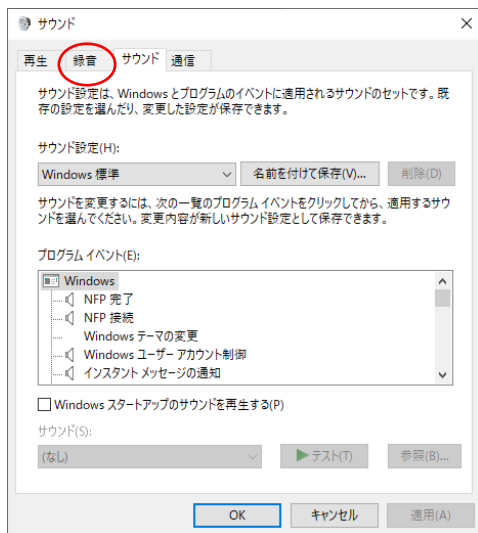 サウンド
再生 録音 サウンド 通信
サウンド設定は、Windows とプログラムのイベントに適用されるサウンドのセットです。既
存の設定を選んだり、変更した設定が保存できます。
サウンド設定(H):
Windows 標準 名前を付けて保存(V)... 削除(D)
サウンドを変更するには、次の一覧のプログラム イベントをクリックしてから、適用するサウ
ンドを選んでください。変更内容が新しいサウンド設定として保存できます。
プログラム イベント(E):
Windows
NFP 完了
NFP 接続
Windows テーマの変更
Windows ユーザー アカウント制御
インスタント メッセージの通知
Windows スタートアップのサウンドを再生する(P)
サウンド(S):
(なし) テスト(T) 参照(B)...
OK キャンセル 適用(A)